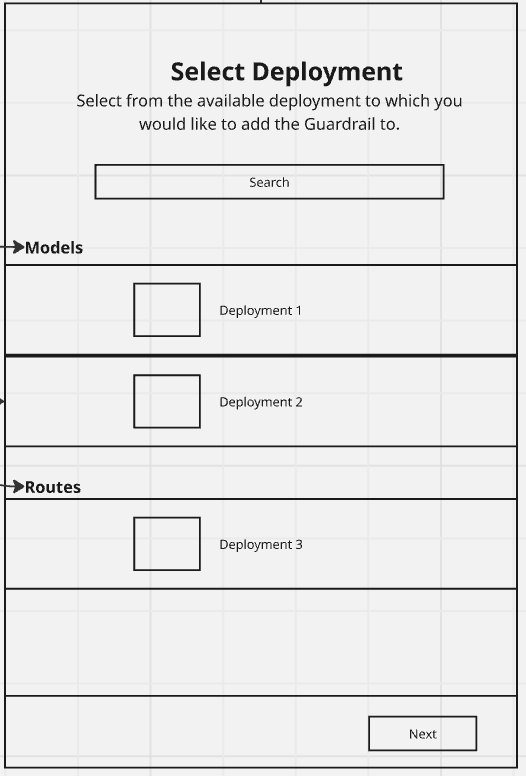 Select Deployment
Select from the available deployment to which you
would like to add the Guardrail to.
Search
Models
Deployment 1
Deployment 2
Routes
Deployment 3
Next